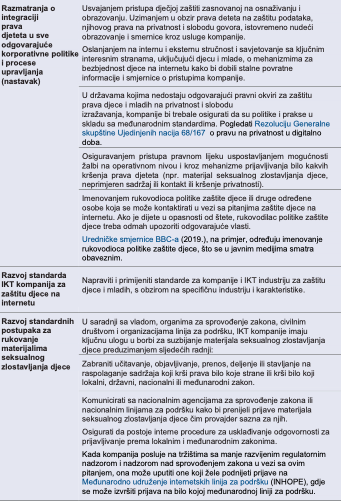 Razmatranja o
integraciji
prava
djeteta u sve
odgovarajuće
korporativne politike
i procese
upravljanja
(nastavak)
Usvajanjem pristupa dječjoj zaštiti zasnovanog na osnaživanju i
obrazovanju. Uzimanjem u obzir prava deteta na zaštitu podataka,
njihovog prava na privatnost i slobodu govora, istovremeno nudeći
obrazovanje i smernice kroz usluge kompanije.
Oslanjanjem na internu i ekstemu stručnost i savjetovanje sa ključnim
interesnim stranama, uključujući djecu i mlade, o mehanizmima za
bezbjednost djece na internetu kako bi dobili stalne povratne
informacije i smernice o pristupima kompanije.
U državama kojima nedostaju odgovarajući pravni okviri za zaštitu
prava djece i mladih na privatnost i slobodu
izražavanja, kompanije bi trebale osigurati da su politike i prakse u
skladu sa međunarodnim standardima. Pogledati Rezoluciju Generalne
skupštine Ujedinjenih nacija 68/167 o pravu na privatnost u digitalno
doba.
Osiguravanjem pristupa pravnom lijeku uspostavljanjem mogućnosti
žalbi na operativnom nivou i kroz mehanizme prijavljivanja bilo kakvih
kršenja prava djeteta (npr. materijal seksualnog zlostavljanja djece,
neprimjeren sadržaj ili kontakt ili kršenje privatnosti).
Imenovanjem rukovodioca politike zaštite djece ili druge određene
osobe koja se može kontaktirati u vezi sa pitanjima zaštite djece na
internetu. Ako je dijete u opasnosti od štete, rukovodilac politike zaštite
djece treba odmah upozoriti odgovarajuće vlasti.
Uredničke smjernice BBC-a (2019.), na primjer, određuju imenovanje
rukovodioca politike zaštite djece, što se u javnim medijima smatra
obaveznim.
Razvoj standarda
IKT kompanija za
zaštitu djece na
internetu
Napraviti i primijeniti standarde za kompanije i IKT industriju za zaštitu
djece i mladih, s obzirom na specifičnu industriju i karakteristike.
Razvoj standardnih
postupaka za
rukovanje
materijalima
seksualnog
zlostavljanja djece
U saradnji sa vladom, organima za sprovođenje zakona, civilnim
društvom i organizacijama linija za podršku, IKT kompanije imaju
ključnu ulogu u borbi za suzbijanje materijala seksualnog zlostavljanja
djece preduzimanjem sljedećih radnji:
Zabraniti učitavanje, objavljivanje, prenos, deljenje ili stavljanje na
raspolaganje sadržaja koji krši prava bilo koje strane ili krši bilo koji
lokalni, državni, nacionalni ili međunarodni zakon.
Komunicirati sa nacionalnim agencijama za sprovođenje zakona ili
nacionalnim linijama za podršku kako bi prenijeli prijave materijala
seksualnog zlostavljanja djece čim provajder sazna za njih.
Osigurati da postoje interne procedure za usklađivanje odgovornosti za
prijavljivanje prema lokalnim i međunarodnim zakonima.
Kada kompanija posluje na tržištima sa manje razvijenim regulatornim
nadzorom i nadzorom nad sprovođenjem zakona u vezi sa ovim
pitanjem, ona može uputiti one koji žele podnijeti prijave na
Međunarodno udruženje internetskih linija za podršku (INHOPE), gdje
se može izvršiti prijava na bilo kojoj međunarodnoj liniji za podršku.